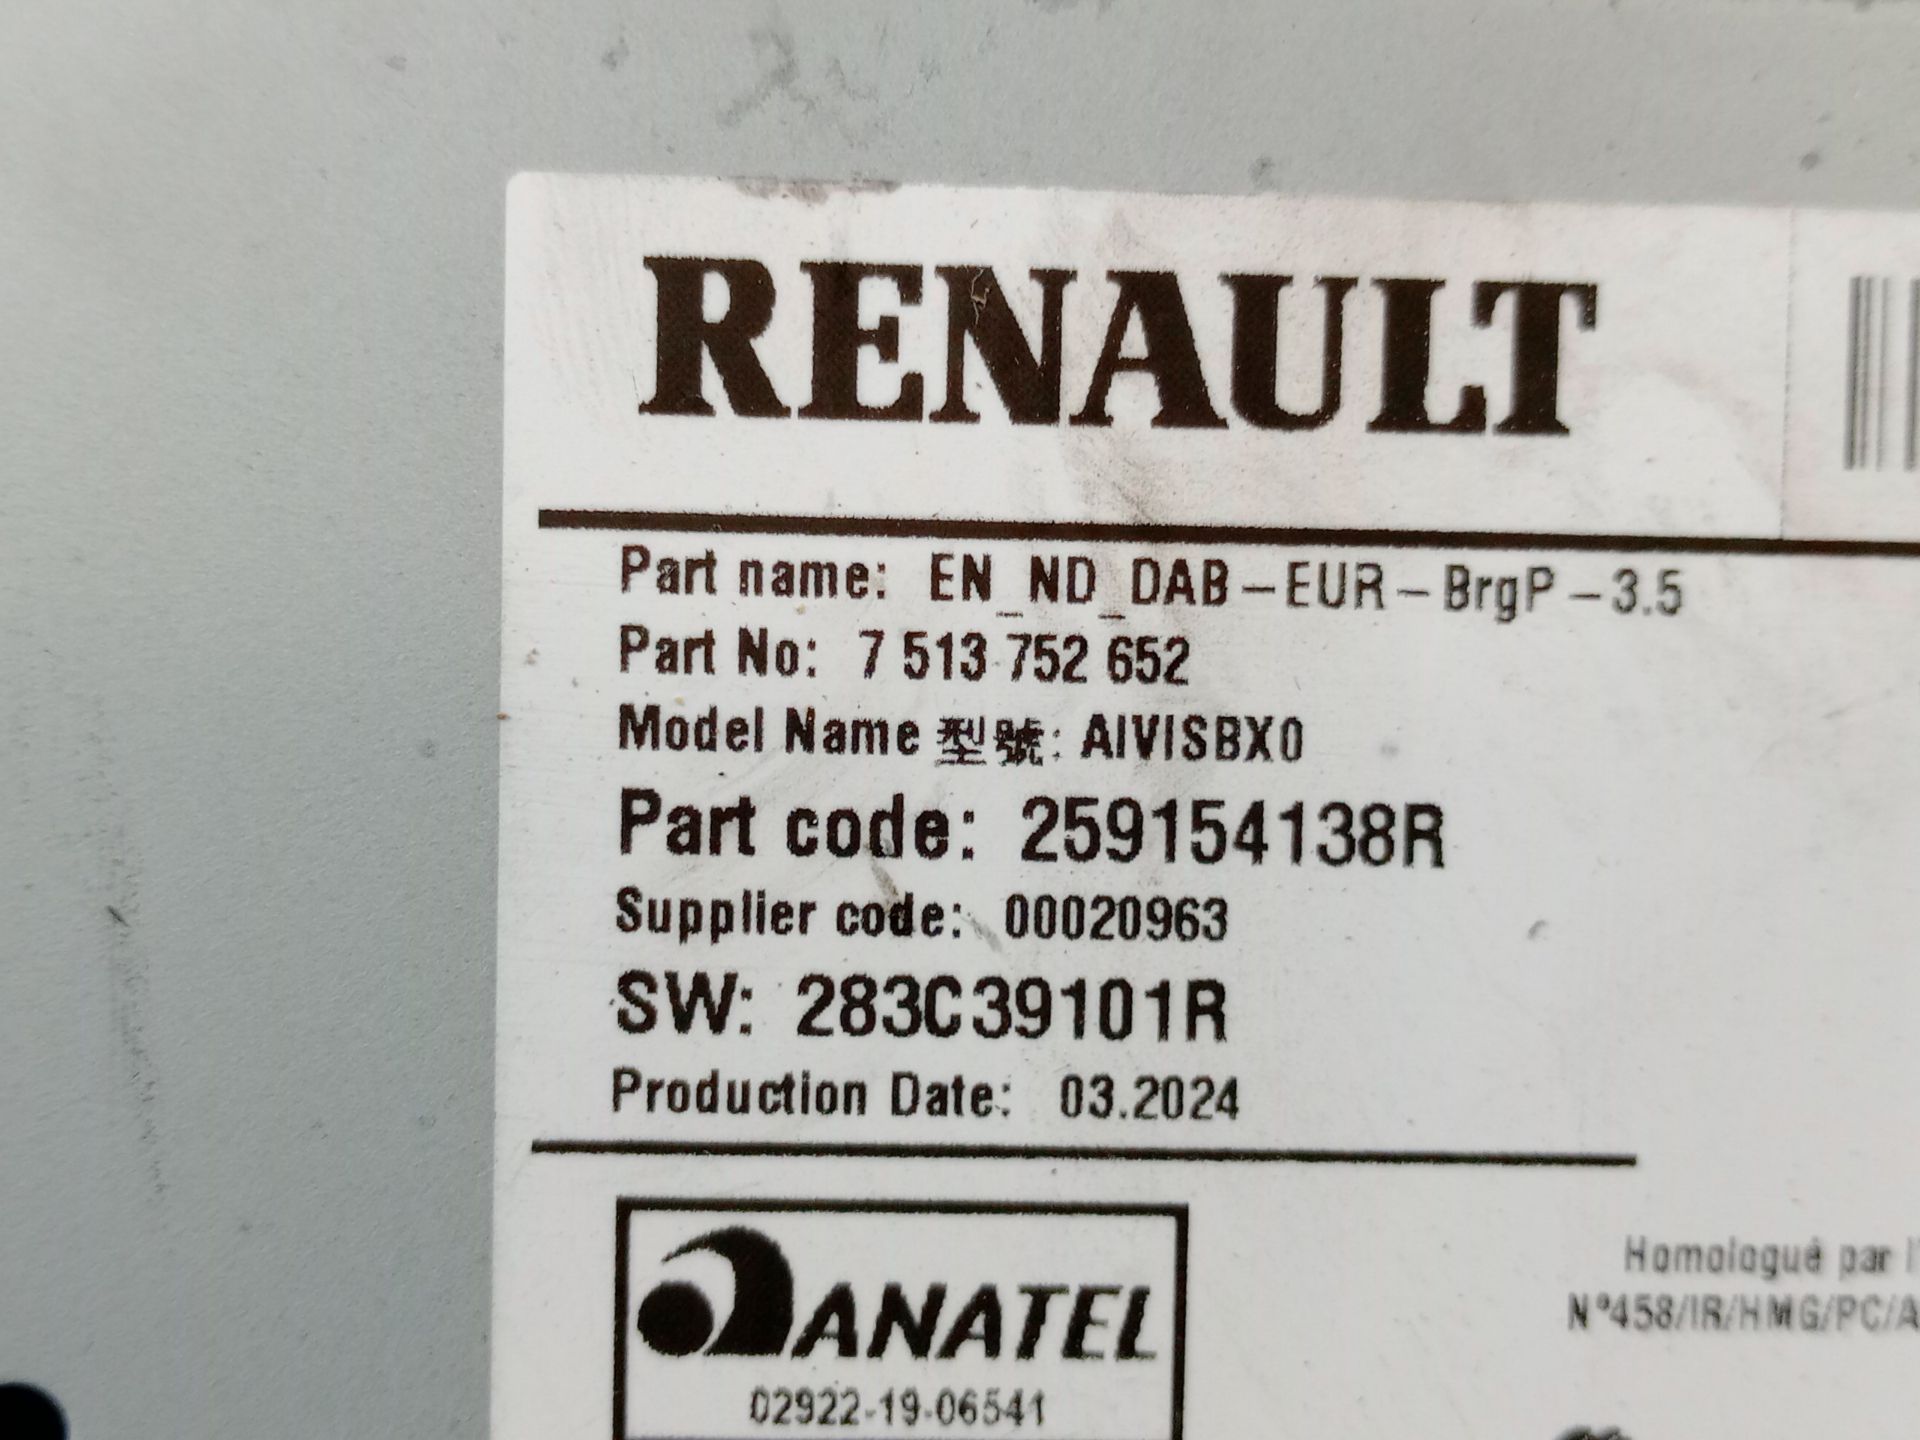 RENAULT
Part name: EN_ND_DAB-EUR-BrgP-3.5
Part No: 7 513 752 652
Model Name 型號: AIVISBX0
Part code: 259154138R
Supplier code: 00020963
SW: 283C39101R
Production Date: 03.2024
ANATEL
02922-19-06541
Homologué par l'
N°458/IR/HMG/PC/A